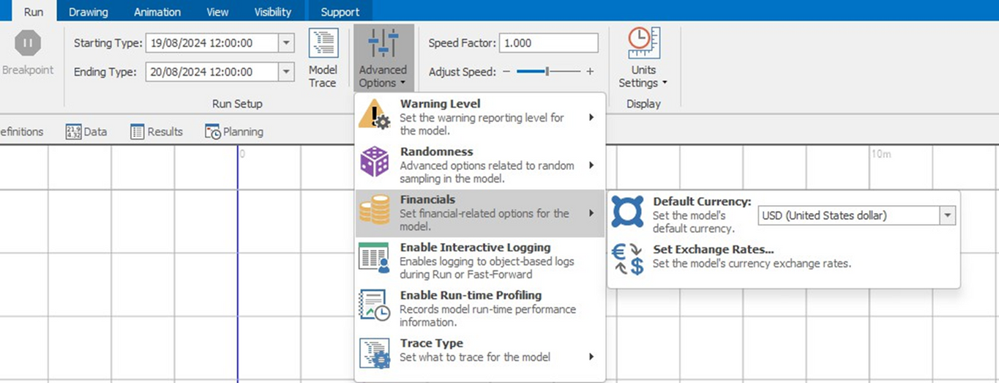 Run Drawing Animation View Visibility Support
Breakpoint
Starting Type: 19/08/2024 12:00:00
Ending Type: 20/08/2024 12:00:00
Run Setup
Model
Trace
Advanced
Options
Speed Factor: 1.000
Adjust Speed: − +
Units
Settings
Display
efinitions Data Results Planning
0
10m
Warning Level
Set the warning reporting level for
the model.
Randomness
Advanced options related to random
sampling in the model.
Financials
Set financial-related options for the
model.
Enable Interactive Logging
Enables logging to object-based logs
during Run or Fast-Forward
Enable Run-time Profiling
Records model run-time performance
information.
Trace Type
Set what to trace for the model
Default Currency:
Set the model's
default currency.
USD (United States dollar)
Set Exchange Rates...
Set the model's currency exchange rates.